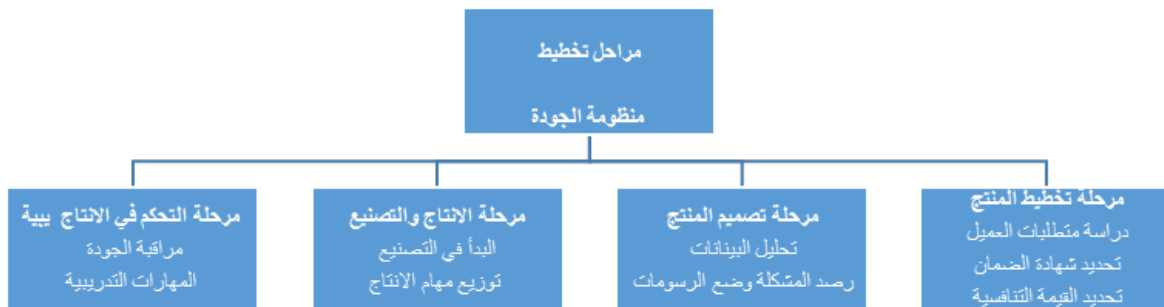 مراحل تخطيط
منظومة الجودة
مرحلة تخطيط المنتج
دراسة متطلبات العميل
تحديد شهادة الضمان
تحديد القيمة التنافسية
مرحلة تصميم المنتج
تحليل البينانات
رصد المشكلة وضع الرسومات
مرحلة الانتاج والتصنيع
البدأ في التصنيع
توزيع مهام الانتاج
مرحلة التحكم في الانتاج يبية
مراقبة الجودة
المهارات التدريبية